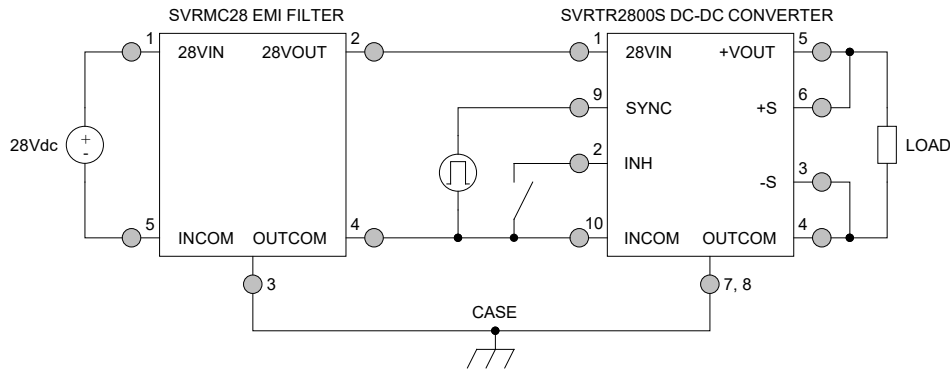 SVRMC28 EMI FILTER
SVRTR2800S DC-DC CONVERTER
1 28VIN 28VOUT 2
1 28VIN +VOUT 5
9 SYNC +S 6
28Vdc + -
2 INH -S 3
LOAD
5 INCOM OUTCOM 4
10 INCOM OUTCOM 4
3
7, 8
CASE